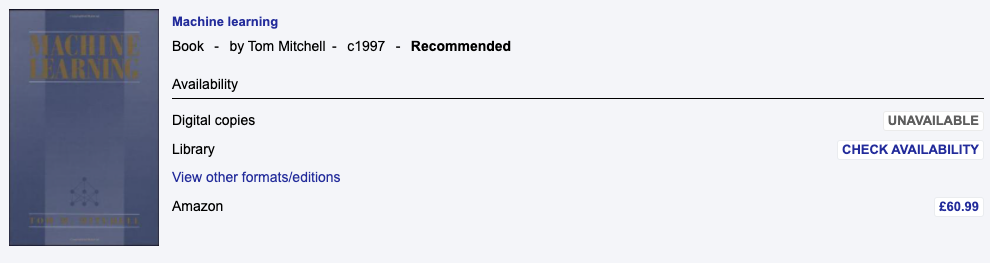 MACHINE
LEARNING
Machine learning
Book - by Tom Mitchell - c1997 - Recommended
Availability
Digital copies UNAVAILABLE
Library CHECK AVAILABILITY
View other formats/editions
Amazon £60.99